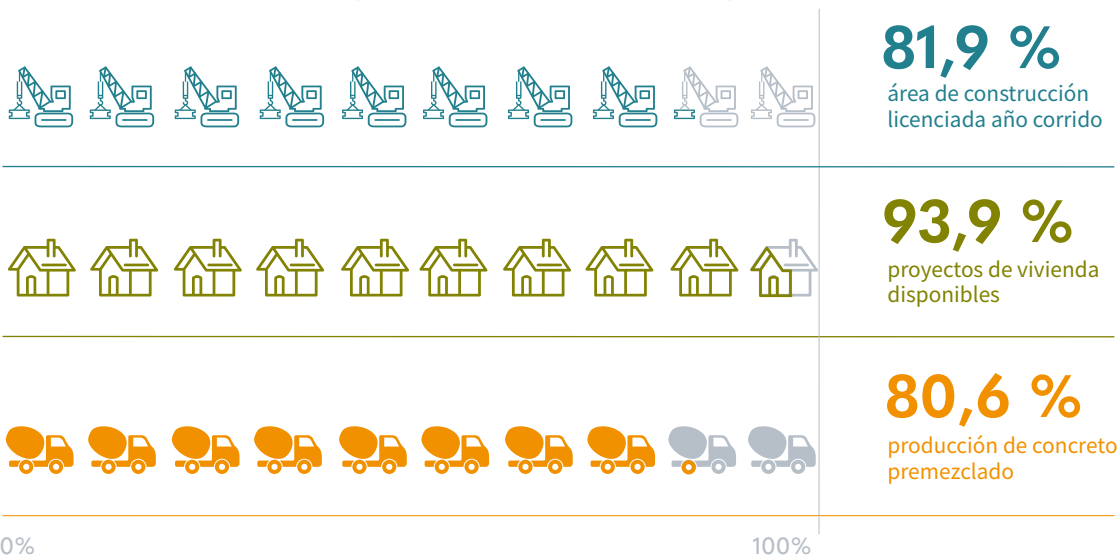 81,9 %
área de construcción
licenciada año corrido
93,9 %
proyectos de vivienda
disponibles
80,6 %
producción de concreto
premezclado
0%
100%